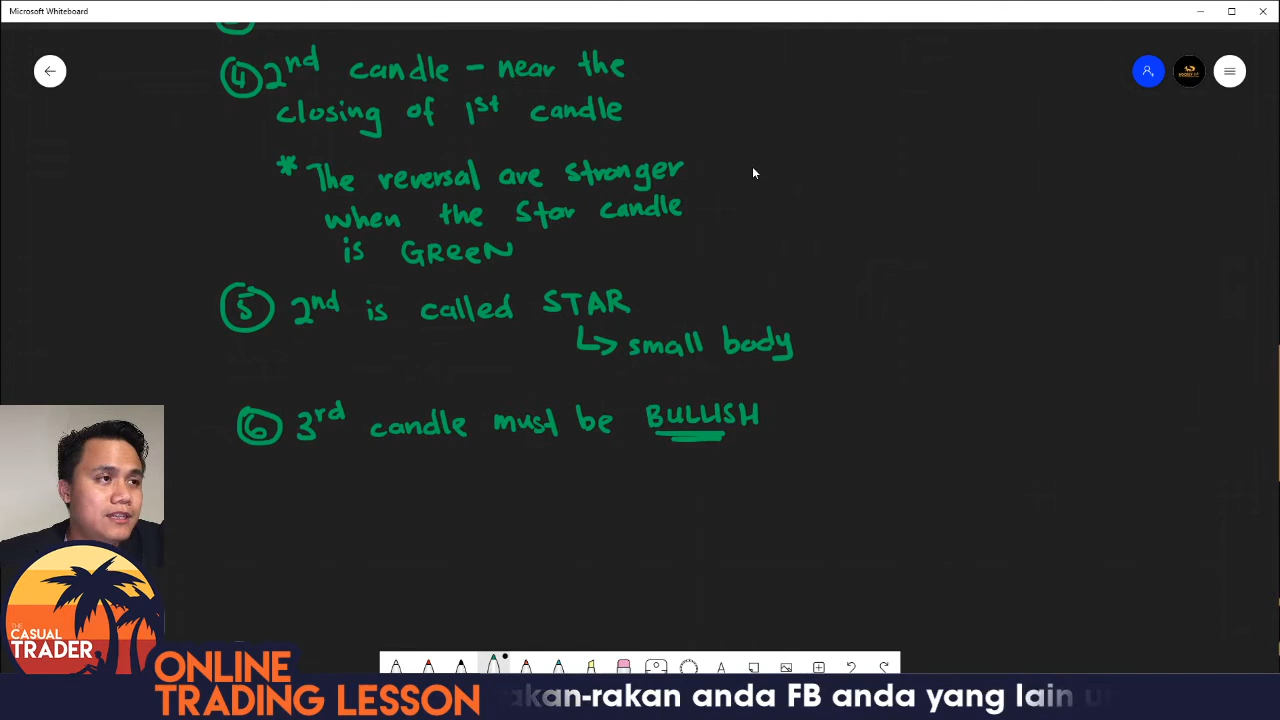 Microsoft Whiteboard
④ 2nd candle - near the
closing of 1st candle
* The reversal are stronger
when the Star candle
is GREEN
⑤ 2nd is called STAR
↳ small body
⑥ 3rd candle must be BULLISH
THE
CASUAL
TRADER
ONLINE
TRADING LESSON
akan-rakan anda FB anda yang lain u